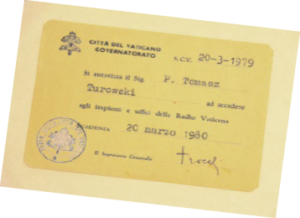 CITTÀ DEL VATICANO
GOVERNATORATO
S.C.V. 20-3-1979
Si autorizza il Sig. P. Tomasz
Turowski ad accedere
agli impianti e uffici della Radio Vaticana
SCADENZA 20 marzo 1980
Il Segretario Generale